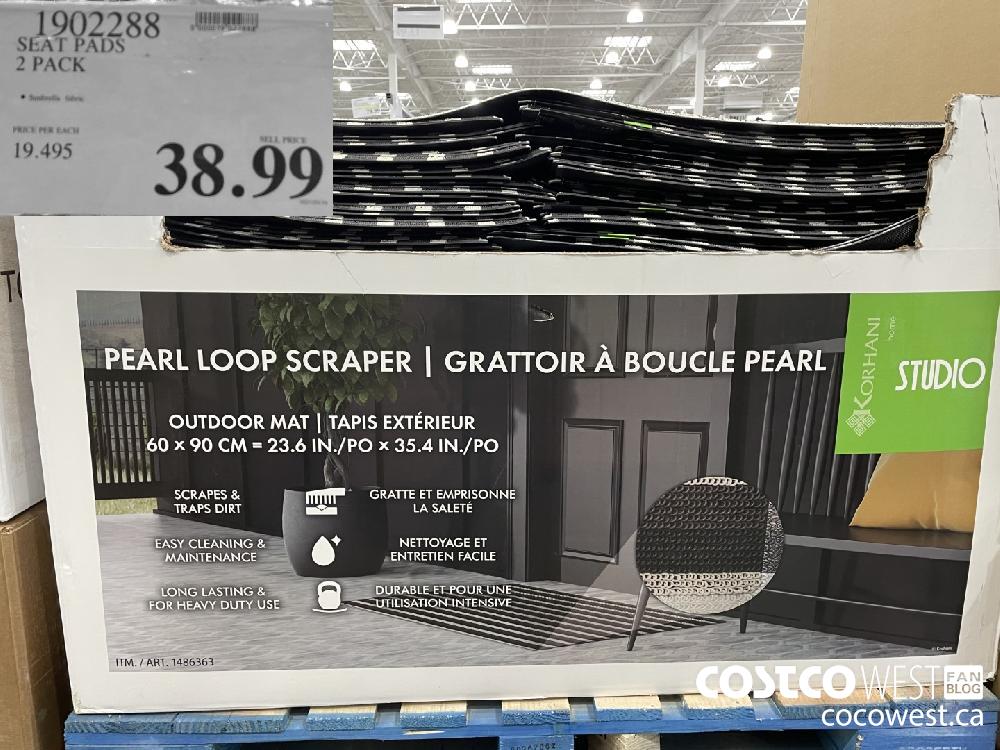 1902288
SEAT PADS
2 PACK
• Sunbrella fabric
PRICE PER EACH
19.495
SELL PRICE
38.99
PEARL LOOP SCRAPER | GRATTOIR À BOUCLE PEARL
KORHANI
home
STUDIO
OUTDOOR MAT | TAPIS EXTÉRIEUR
60 x 90 CM = 23.6 IN./PO x 35.4 IN./PO
SCRAPES &
TRAPS DIRT
GRATTE ET EMPRISONNE
LA SALETÉ
EASY CLEANING &
MAINTENANCE
NETTOYAGE ET
ENTRETIEN FACILE
LONG LASTING &
FOR HEAVY DUTY USE
DURABLE ET POUR UNE
UTILISATION INTENSIVE
ITM. / ART. 1486363
COSTCO WEST FAN BLOG
cocowest.ca